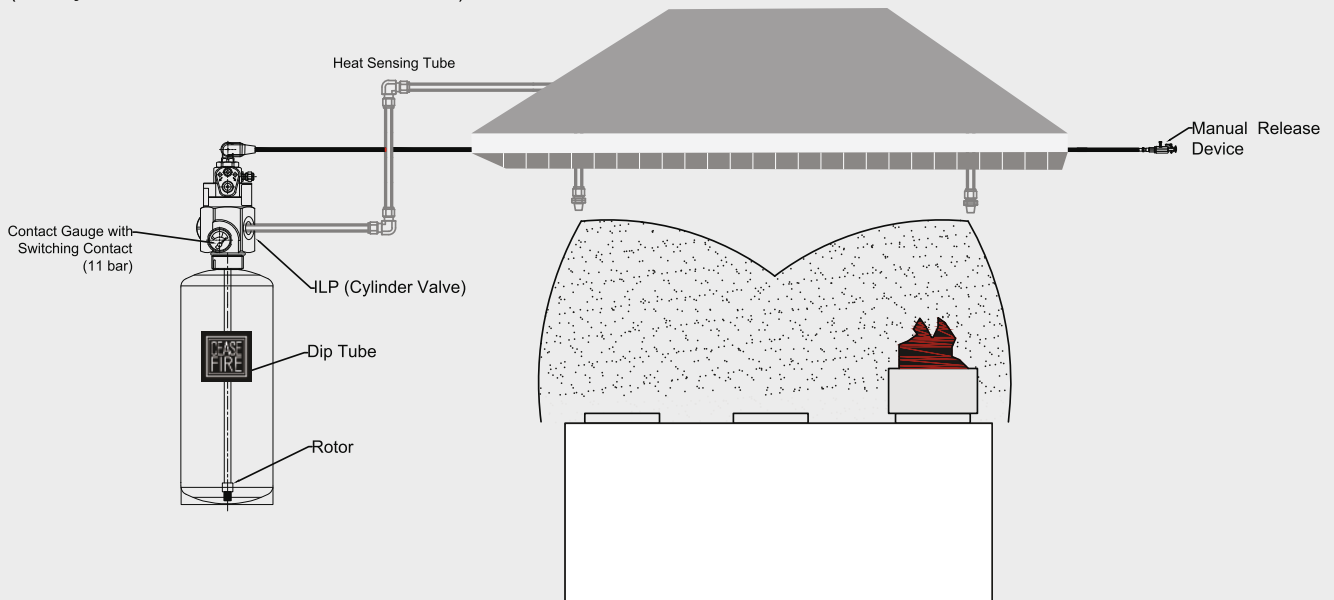 Heat Sensing Tube
Manual Release
Device
Contact Gauge with
Switching Contact
(11 bar)
ILP (Cylinder Valve)
CEASE
FIRE
Dip Tube
Rotor